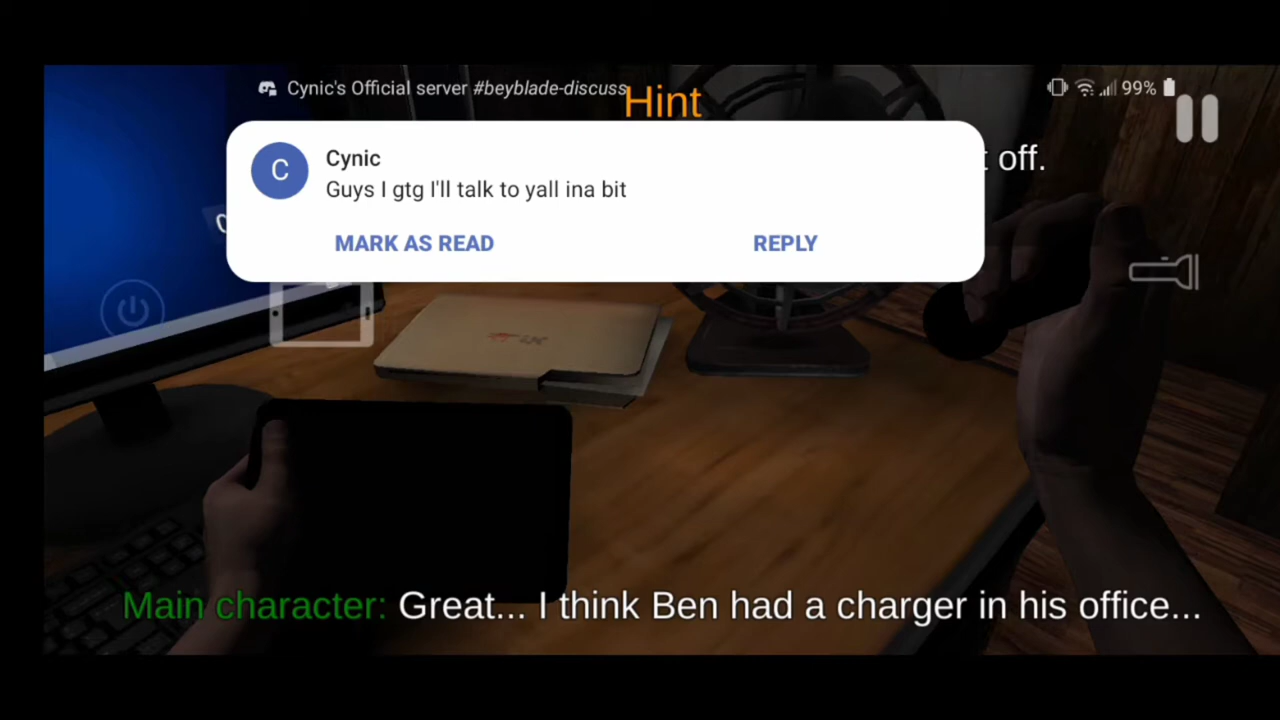 Cynic's Official server #beyblade-discuss
99%
Hint
C
Cynic
off.
Guys I gtg I'll talk to yall ina bit
MARK AS READ
REPLY
Main character: Great... I think Ben had a charger in his office...